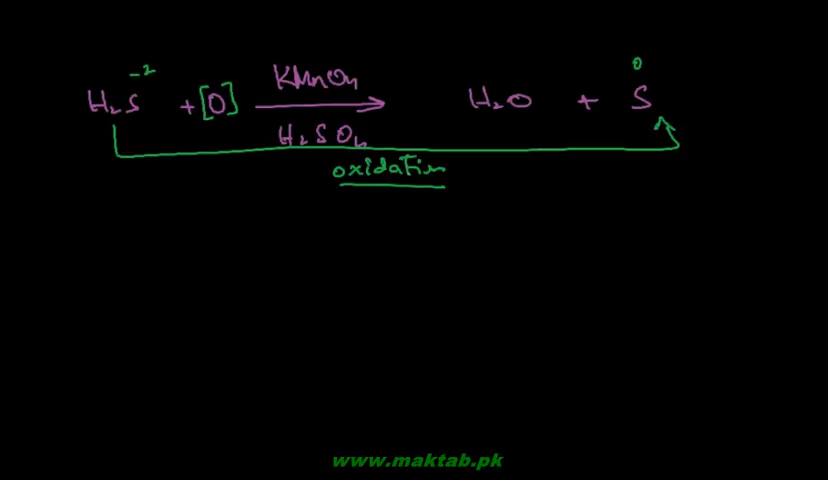 -2 0
H₂S + [O] KMnO₄ → H₂O + S
H₂SO₄
oxidation
www.maktab.pk